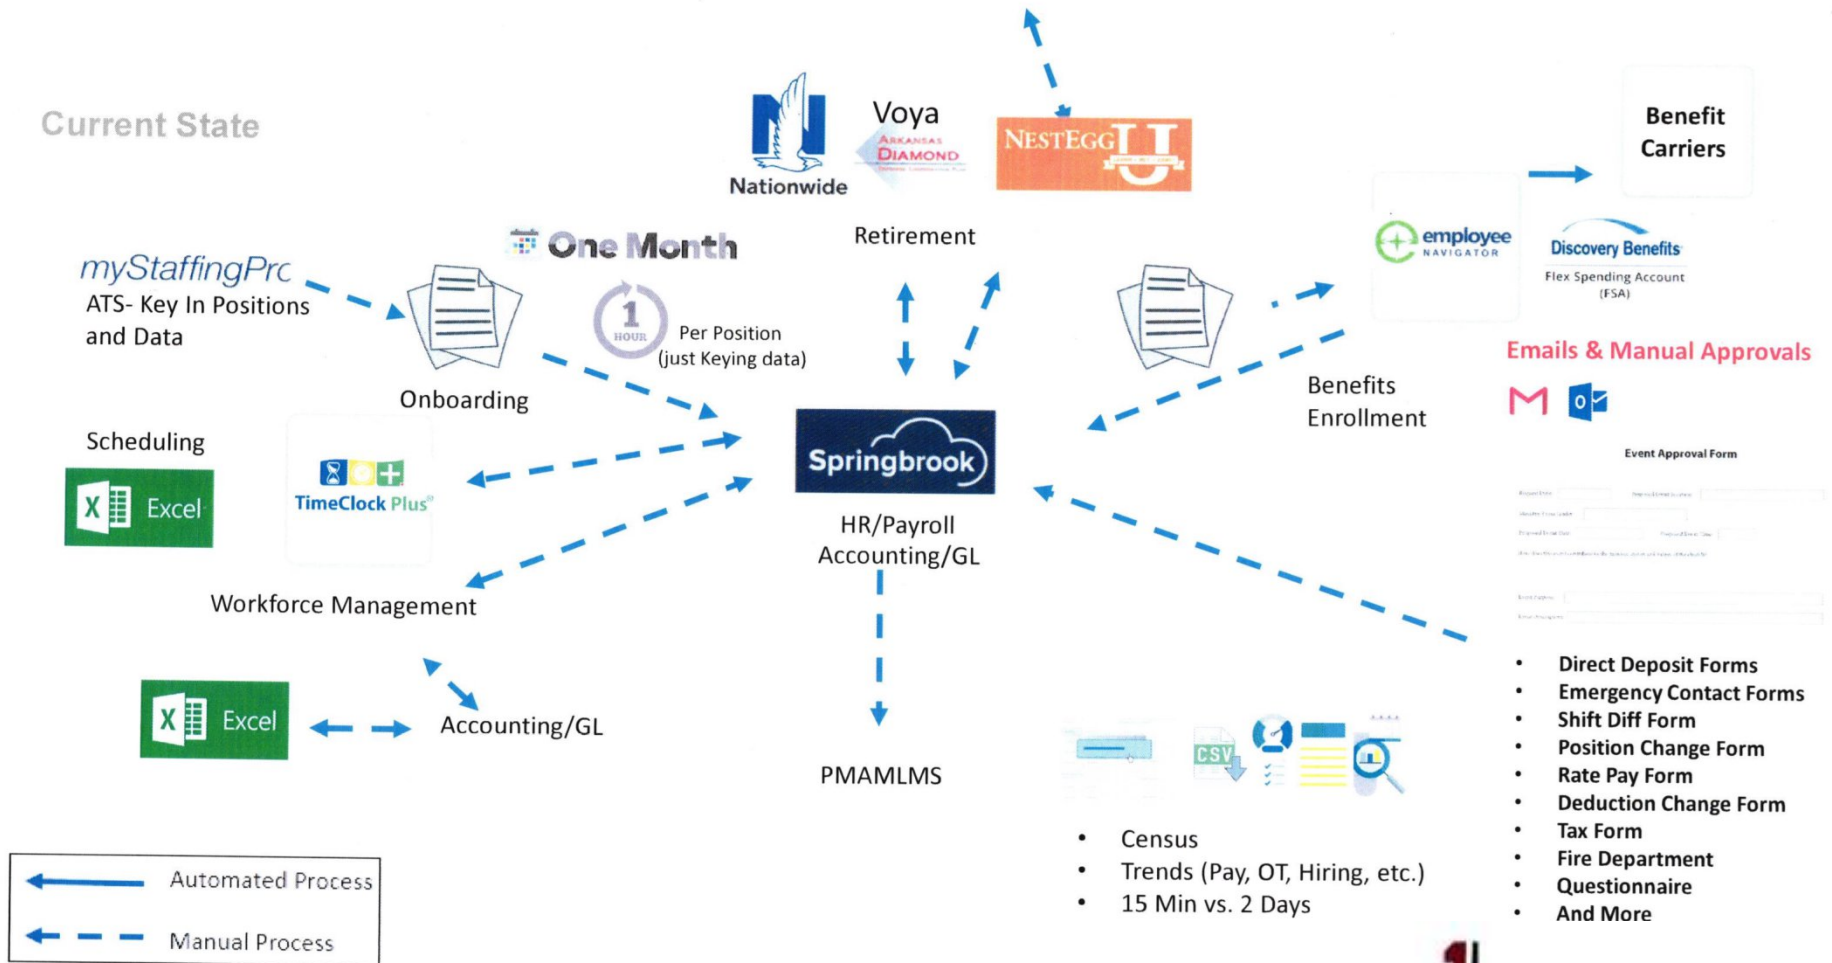 Current State
Nationwide
Voya
ARKANSAS
DIAMOND
NESTEGG U
Retirement
Benefit
Carriers
employee
NAVIGATOR
Discovery Benefits
Flex Spending Account
(FSA)
myStaffingPro
ATS- Key In Positions
and Data
One Month
1
HOUR
Per Position
(just Keying data)
Onboarding
Benefits
Enrollment
Emails & Manual Approvals
Event Approval Form
Scheduling
X Excel
TimeClock Plus
Workforce Management
Springbrook
HR/Payroll
Accounting/GL
X Excel
Accounting/GL
PMAMLMS
CSV
• Census
• Trends (Pay, OT, Hiring, etc.)
• 15 Min vs. 2 Days
• Direct Deposit Forms
• Emergency Contact Forms
• Shift Diff Form
• Position Change Form
• Rate Pay Form
• Deduction Change Form
• Tax Form
• Fire Department
• Questionnaire
• And More
Automated Process
Manual Process